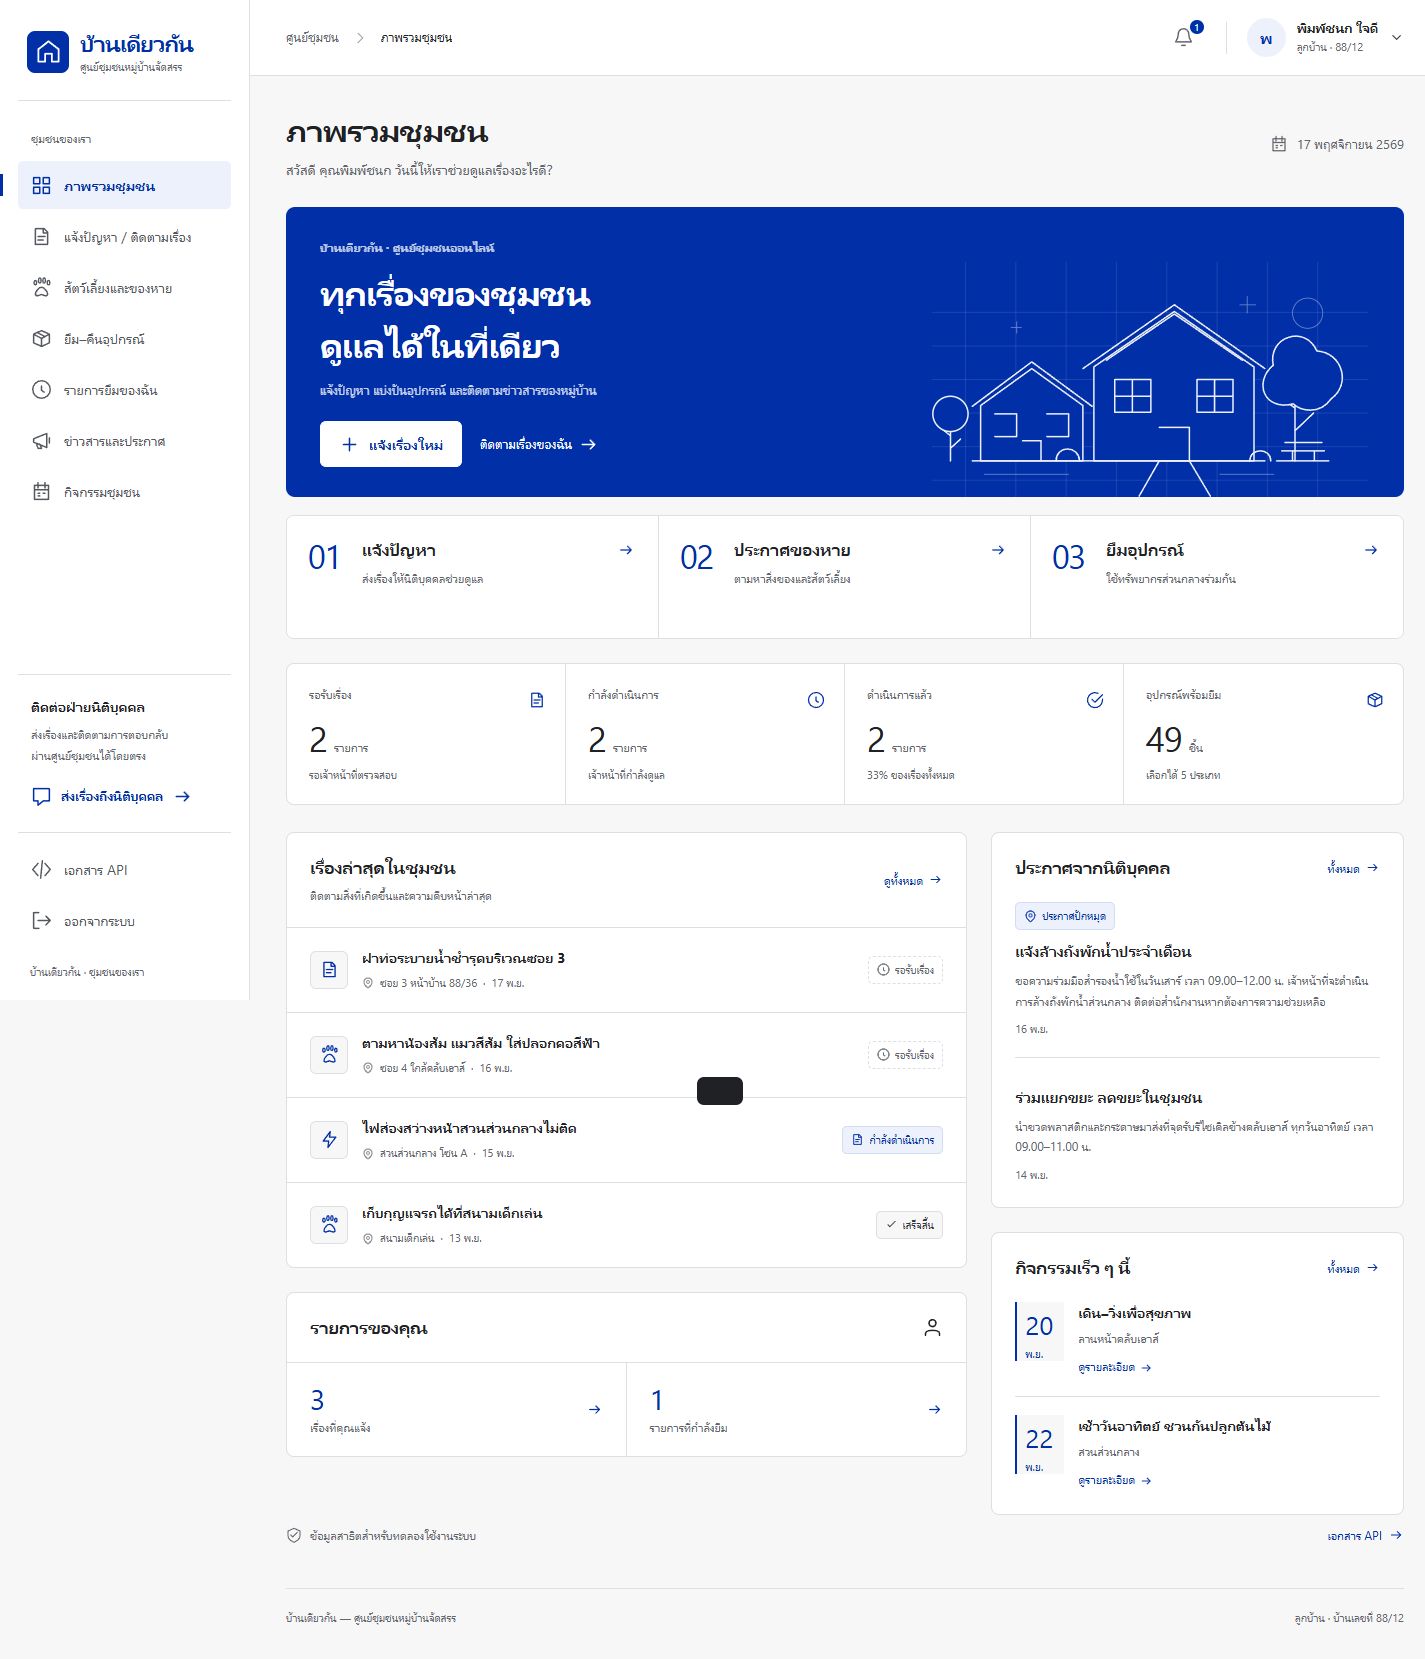 บ้านเดียวกัน
ศูนย์ชุมชนหมู่บ้านจัดสรร
ชุมชนของเรา
ภาพรวมชุมชน
แจ้งปัญหา / ติดตามเรื่อง
สัตว์เลี้ยงและของหาย
ยืม–คืนอุปกรณ์
รายการยืมของฉัน
ข่าวสารและประกาศ
กิจกรรมชุมชน
ติดต่อฝ่ายนิติบุคคล
ส่งเรื่องและติดตามการตอบกลับ
ผ่านศูนย์ชุมชนได้โดยตรง
ส่งเรื่องถึงนิติบุคคล
เอกสาร API
ออกจากระบบ
บ้านเดียวกัน · ชุมชนของเรา
ศูนย์ชุมชน
ภาพรวมชุมชน
1
พ
พิมพ์ชนก ใจดี
ลูกบ้าน · 88/12
ภาพรวมชุมชน
สวัสดี คุณพิมพ์ชนก วันนี้ให้เราช่วยดูแลเรื่องอะไรดี?
17 พฤศจิกายน 2569
บ้านเดียวกัน · ศูนย์ชุมชนออนไลน์
ทุกเรื่องของชุมชน
ดูแลได้ในที่เดียว
แจ้งปัญหา แบ่งปันอุปกรณ์ และติดตามข่าวสารของหมู่บ้าน
แจ้งเรื่องใหม่
ติดตามเรื่องของฉัน
01
แจ้งปัญหา
ส่งเรื่องให้นิติบุคคลช่วยดูแล
02
ประกาศของหาย
ตามหาสิ่งของและสัตว์เลี้ยง
03
ยืมอุปกรณ์
ใช้ทรัพยากรส่วนกลางร่วมกัน
รอรับเรื่อง
2 รายการ
รอเจ้าหน้าที่ตรวจสอบ
กำลังดำเนินการ
2 รายการ
เจ้าหน้าที่กำลังดูแล
ดำเนินการแล้ว
2 รายการ
33% ของเรื่องทั้งหมด
อุปกรณ์พร้อมยืม
49 ชิ้น
เลือกได้ 5 ประเภท
เรื่องล่าสุดในชุมชน
ติดตามสิ่งที่เกิดขึ้นและความคืบหน้าล่าสุด
ดูทั้งหมด
ฝาท่อระบายน้ำชำรุดบริเวณซอย 3
ซอย 3 หน้าบ้าน 88/36 · 17 พ.ย.
รอรับเรื่อง
ตามหาน้องส้ม แมวสีส้ม ใส่ปลอกคอสีฟ้า
ซอย 4 ใกล้คลับเฮาส์ · 16 พ.ย.
รอรับเรื่อง
ไฟส่องสว่างหน้าสวนส่วนกลางไม่ติด
สวนส่วนกลาง โซน A · 15 พ.ย.
กำลังดำเนินการ
เก็บกุญแจรถได้ที่สนามเด็กเล่น
สนามเด็กเล่น · 13 พ.ย.
เสร็จสิ้น
รายการของคุณ
3
เรื่องที่คุณแจ้ง
1
รายการที่กำลังยืม
ประกาศจากนิติบุคคล
ทั้งหมด
ประกาศปักหมุด
แจ้งล้างถังพักน้ำประจำเดือน
ขอความร่วมมือสำรองน้ำใช้ในวันเสาร์ เวลา 09.00–12.00 น. เจ้าหน้าที่จะดำเนิน
การล้างถังพักน้ำส่วนกลาง ติดต่อสำนักงานหากต้องการความช่วยเหลือ
16 พ.ย.
ร่วมแยกขยะ ลดขยะในชุมชน
นำขวดพลาสติกและกระดาษมาส่งที่จุดรับรีไซเคิลข้างคลับเฮาส์ ทุกวันอาทิตย์ เวลา
09.00–11.00 น.
14 พ.ย.
กิจกรรมเร็ว ๆ นี้
ทั้งหมด
20
พ.ย.
เดิน–วิ่งเพื่อสุขภาพ
ลานหน้าคลับเฮาส์
ดูรายละเอียด
22
พ.ย.
เช้าวันอาทิตย์ ชวนกันปลูกต้นไม้
สวนส่วนกลาง
ดูรายละเอียด
ข้อมูลสาธิตสำหรับทดลองใช้งานระบบ
เอกสาร API
บ้านเดียวกัน — ศูนย์ชุมชนหมู่บ้านจัดสรร
ลูกบ้าน · บ้านเลขที่ 88/12